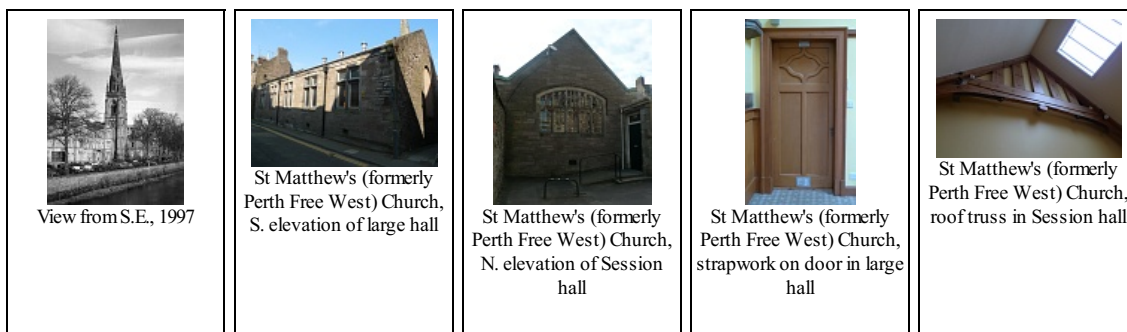 View from S.E., 1997
St Matthew's (formerly
Perth Free West) Church,
S. elevation of large hall
St Matthew's (formerly
Perth Free West) Church,
N. elevation of Session
hall
St Matthew's (formerly
Perth Free West) Church,
strapwork on door in large
hall
St Matthew's (formerly
Perth Free West) Church,
roof truss in Session hall